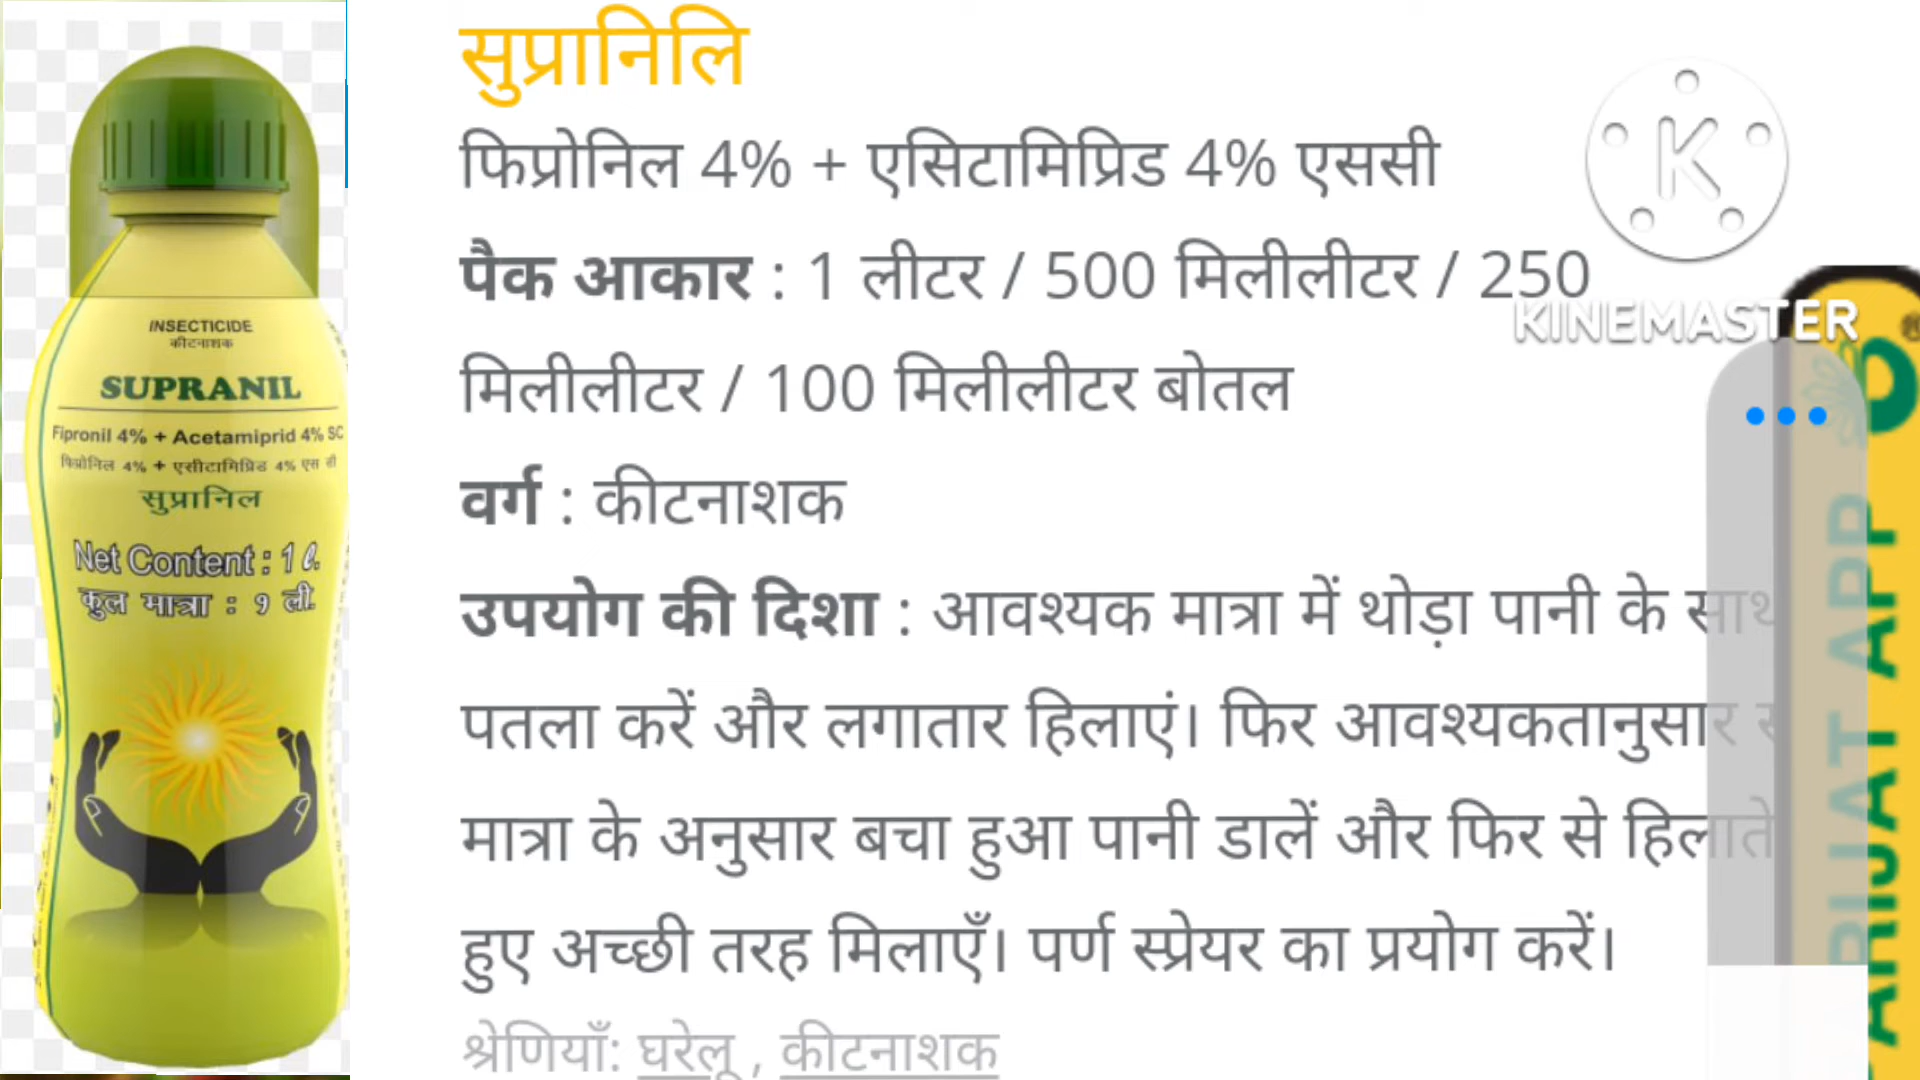 INSECTICIDE
कीटनाशक
SUPRANIL
Fipronil 4% + Acetamiprid 4% SC
फिप्रोनिल 4% + एसीटामिप्रिड 4% एस सी
सुप्रानिल
Net Content : 1 ℓ.
कुल मात्रा : १ ली.
सुप्रानिलि
फिप्रोनिल 4% + एसिटामिप्रिड 4% एससी
पैक आकार : 1 लीटर / 500 मिलीलीटर / 250
मिलीलीटर / 100 मिलीलीटर बोतल
वर्ग : कीटनाशक
उपयोग की दिशा : आवश्यक मात्रा में थोड़ा पानी के साथ
पतला करें और लगातार हिलाएं। फिर आवश्यकतानुसार
मात्रा के अनुसार बचा हुआ पानी डालें और फिर से हिलाते
हुए अच्छी तरह मिलाएँ। पर्ण स्प्रेयर का प्रयोग करें।
श्रेणियाँ: घरेलू , कीटनाशक
K
KINEMASTER
PARIJAT APP